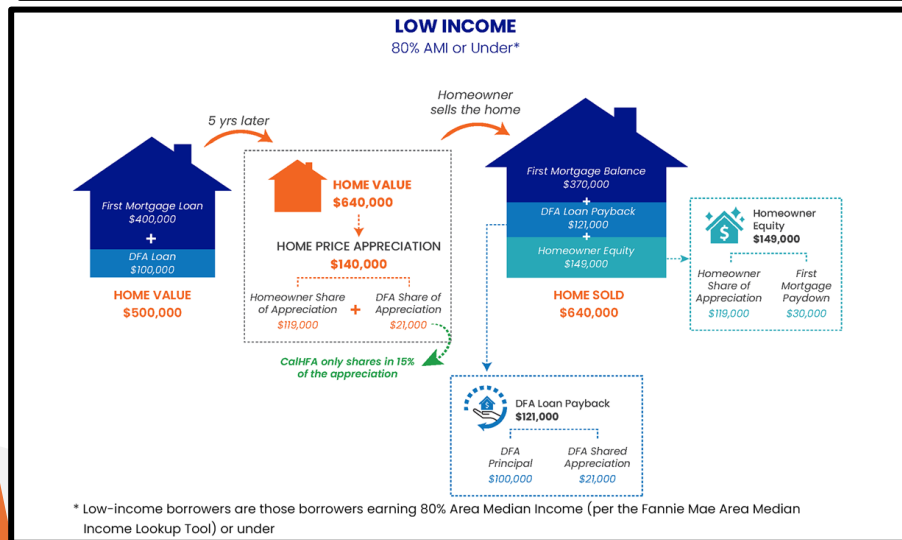 LOW INCOME
80% AMI or Under*
5 yrs later
Homeowner
sells the home
First Mortgage Loan
$400,000
+
DFA Loan
$100,000
HOME VALUE
$500,000
HOME VALUE
$640,000
HOME PRICE APPRECIATION
$140,000
Homeowner Share
of Appreciation
$119,000
+
DFA Share of
Appreciation
$21,000
CalHFA only shares in 15%
of the appreciation
First Mortgage Balance
$370,000
+
DFA Loan Payback
$121,000
+
Homeowner Equity
$149,000
HOME SOLD
$640,000
Homeowner
Equity
$149,000
Homeowner
Share of
Appreciation
$119,000
First
Mortgage
Paydown
$30,000
$
DFA Loan Payback
$121,000
DFA
Principal
$100,000
DFA Shared
Appreciation
$21,000
* Low-income borrowers are those borrowers earning 80% Area Median Income (per the Fannie Mae Area Median
Income Lookup Tool) or under